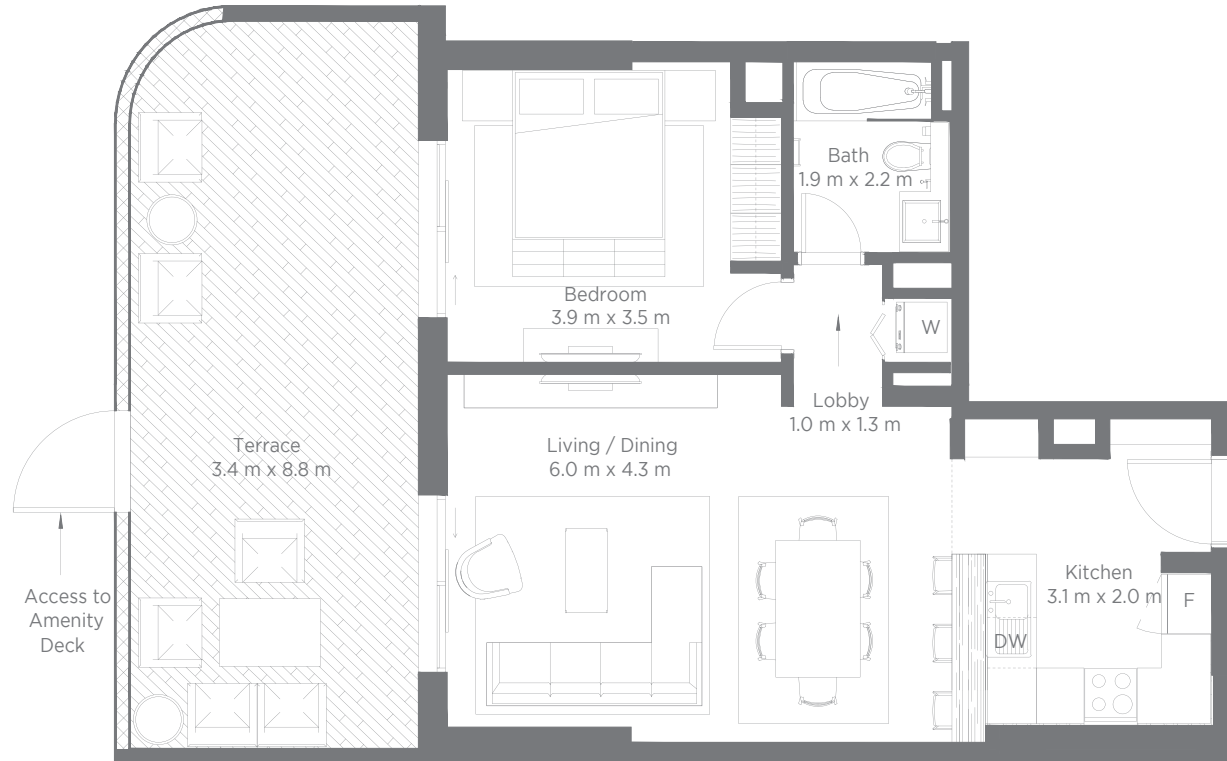 Bath
1.9 m x 2.2 m
Bedroom
3.9 m x 3.5 m
W
Lobby
1.0 m x 1.3 m
Terrace
3.4 m x 8.8 m
Living / Dining
6.0 m x 4.3 m
Kitchen
3.1 m x 2.0 m
F
DW
Access to
Amenity
Deck